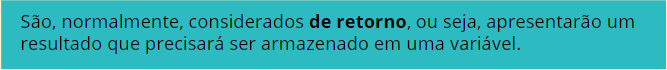 São, normalmente, considerados de retorno, ou seja, apresentarão um
resultado que precisará ser armazenado em uma variável.